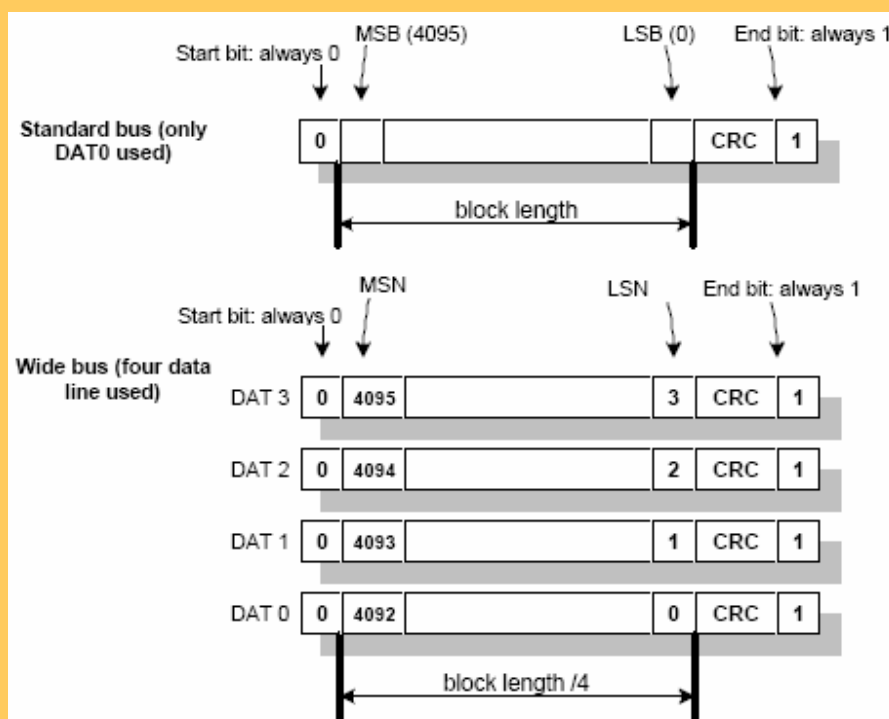 MSB (4095) LSB (0) End bit: always 1
Start bit: always 0
Standard bus (only
DAT0 used)
0 CRC 1
block length
MSN LSN End bit: always 1
Start bit: always 0
Wide bus (four data
line used)
DAT 3 0 4095 3 CRC 1
DAT 2 0 4094 2 CRC 1
DAT 1 0 4093 1 CRC 1
DAT 0 0 4092 0 CRC 1
block length /4